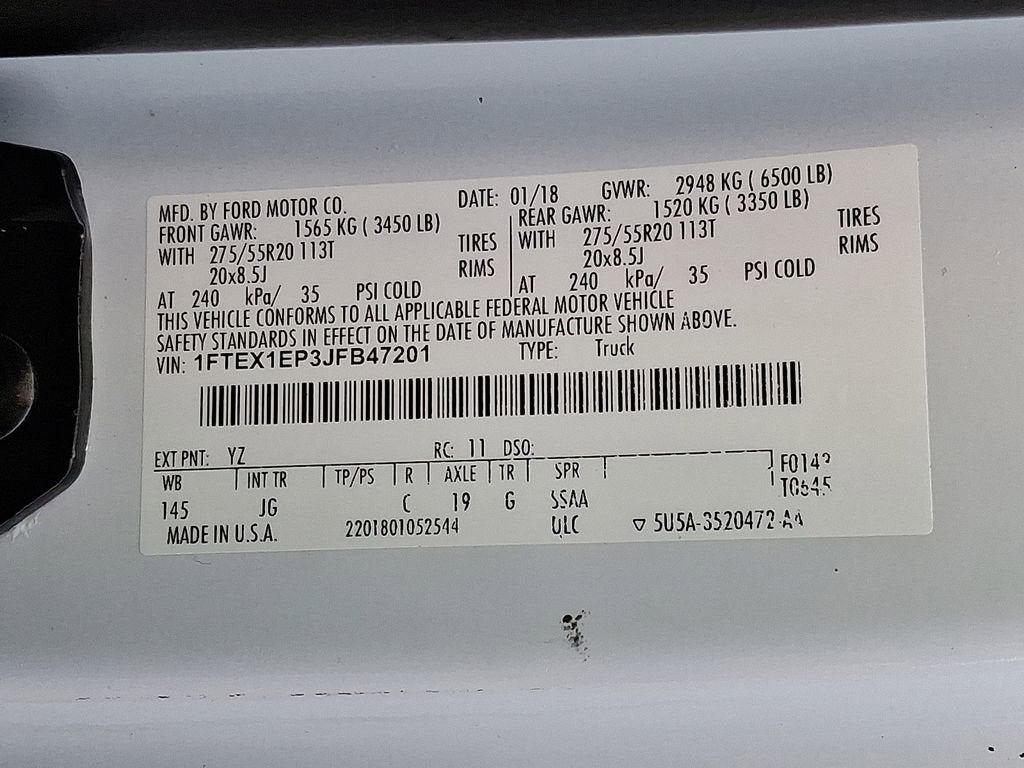 MFD. BY FORD MOTOR CO. DATE: 01/18 GVWR: 2948 KG ( 6500 LB)
FRONT GAWR: 1565 KG ( 3450 LB) REAR GAWR: 1520 KG ( 3350 LB)
WITH 275/55R20 113T TIRES WITH 275/55R20 113T TIRES
20x8.5J RIMS 20x8.5J RIMS
AT 240 kPa/ 35 PSI COLD AT 240 kPa/ 35 PSI COLD
THIS VEHICLE CONFORMS TO ALL APPLICABLE FEDERAL MOTOR VEHICLE
SAFETY STANDARDS IN EFFECT ON THE DATE OF MANUFACTURE SHOWN ABOVE.
VIN: 1FTEX1EP3JFB47201 TYPE: Truck
EXT PNT: YZ RC: 11 DSO:
WB INT TR TP/PS R AXLE TR SPR
145 JG C 19 G SSAA
MADE IN U.S.A. 2201801052544 ULC ▽ 5U5A-3520472-AA